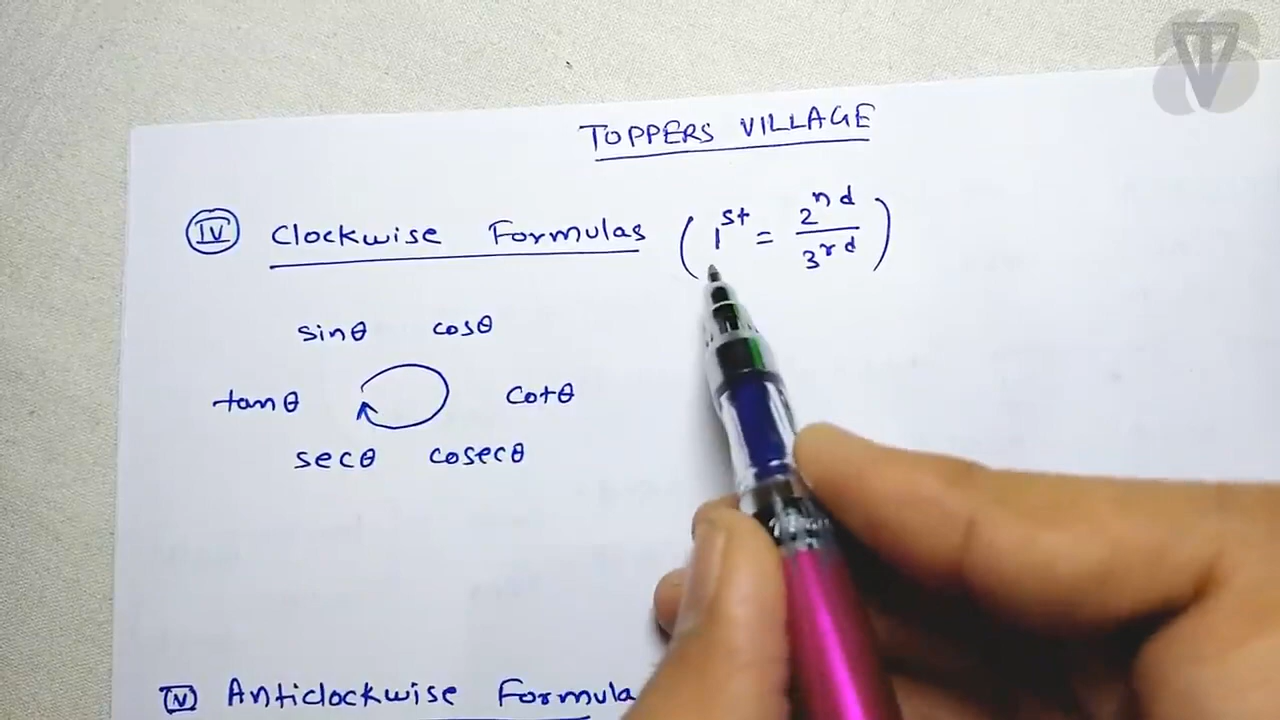 TOPPERS VILLAGE
IV Clockwise Formulas ( 1st = 2nd / 3rd )
sinθ cosθ
tanθ cotθ
secθ cosecθ
V Anticlockwise Formula